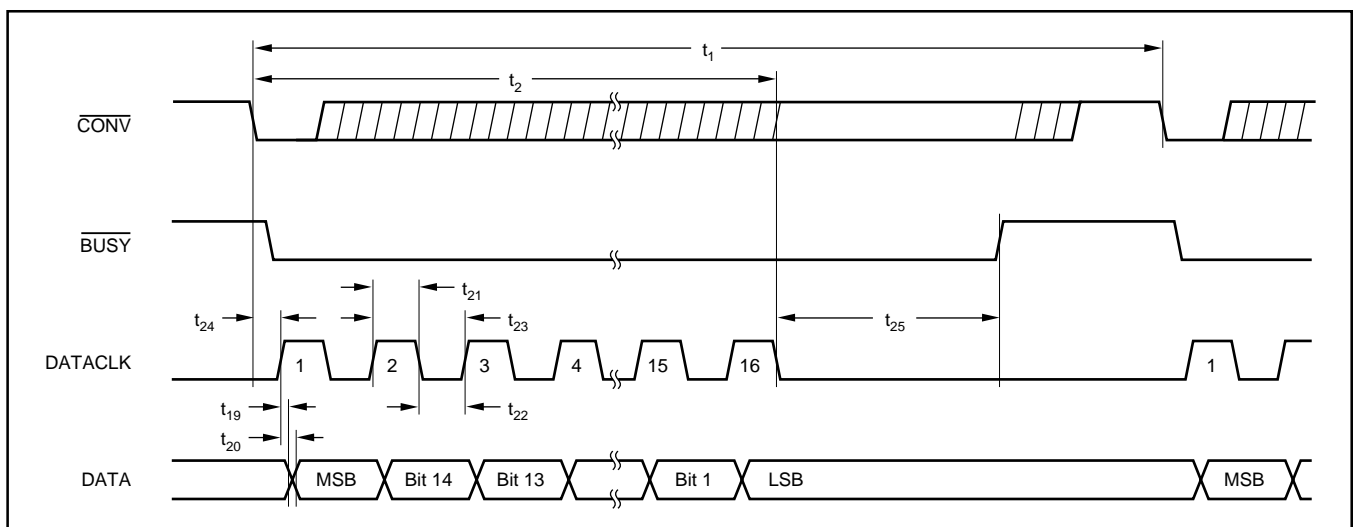 t1
t2
CONV
BUSY
t21
t24
t23
t25
DATACLK
1
2
3
4
15
16
1
t19
t22
t20
DATA
MSB
Bit 14
Bit 13
Bit 1
LSB
MSB